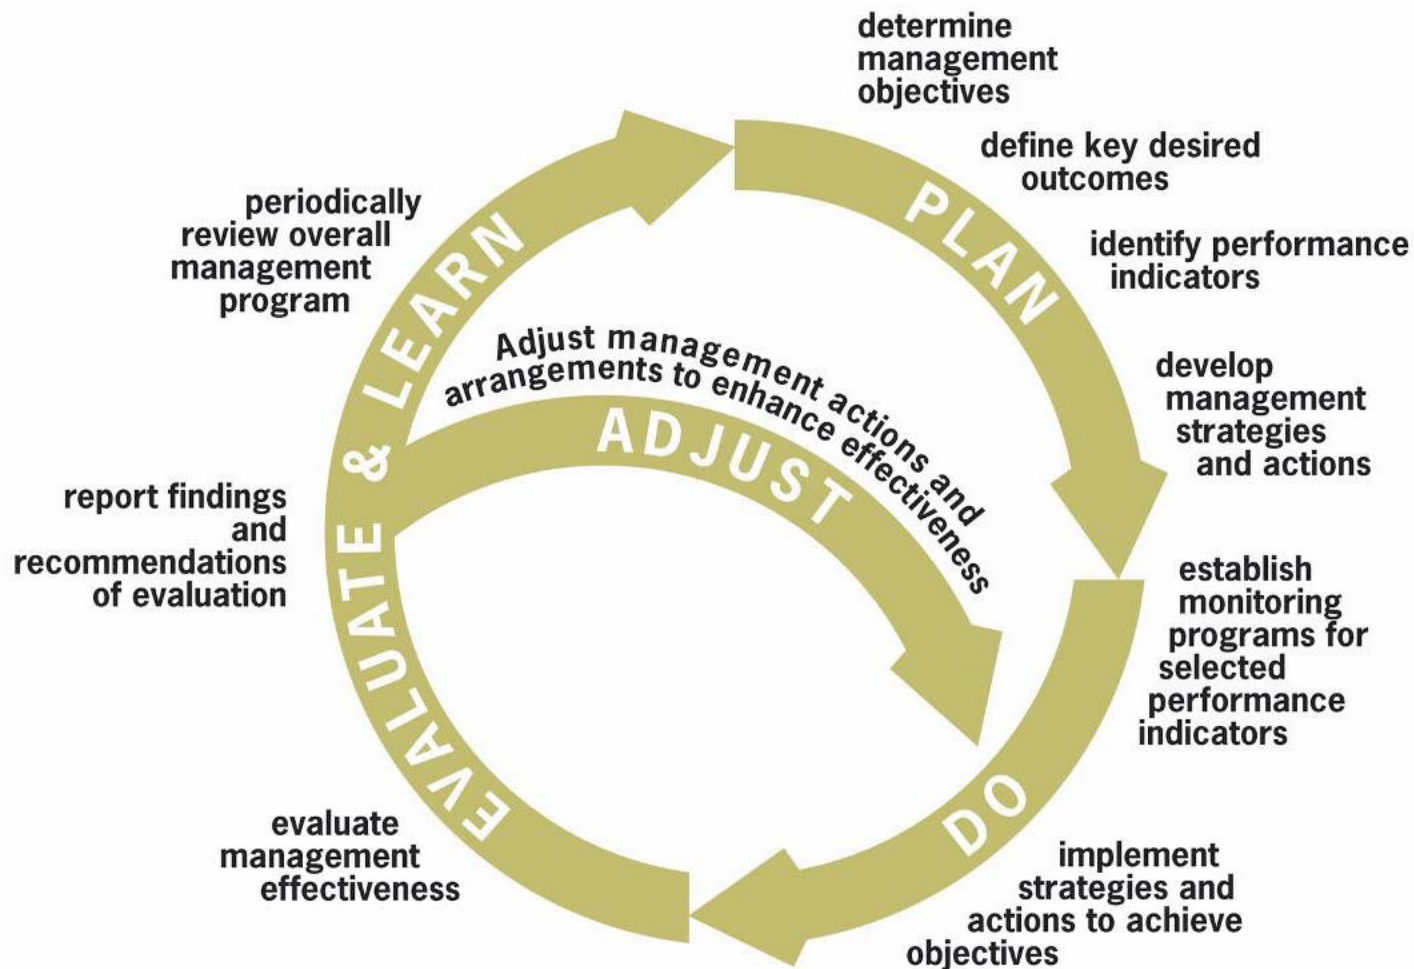 determine
management
objectives
define key desired
outcomes
PLAN
identify performance
indicators
develop
management
strategies
and actions
establish
monitoring
programs for
selected
performance
indicators
DO
implement
strategies and
actions to achieve
objectives
evaluate
management
effectiveness
EVALUATE & LEARN
report findings
and
recommendations
of evaluation
periodically
review overall
management
program
Adjust management actions and
arrangements to enhance effectiveness
ADJUST